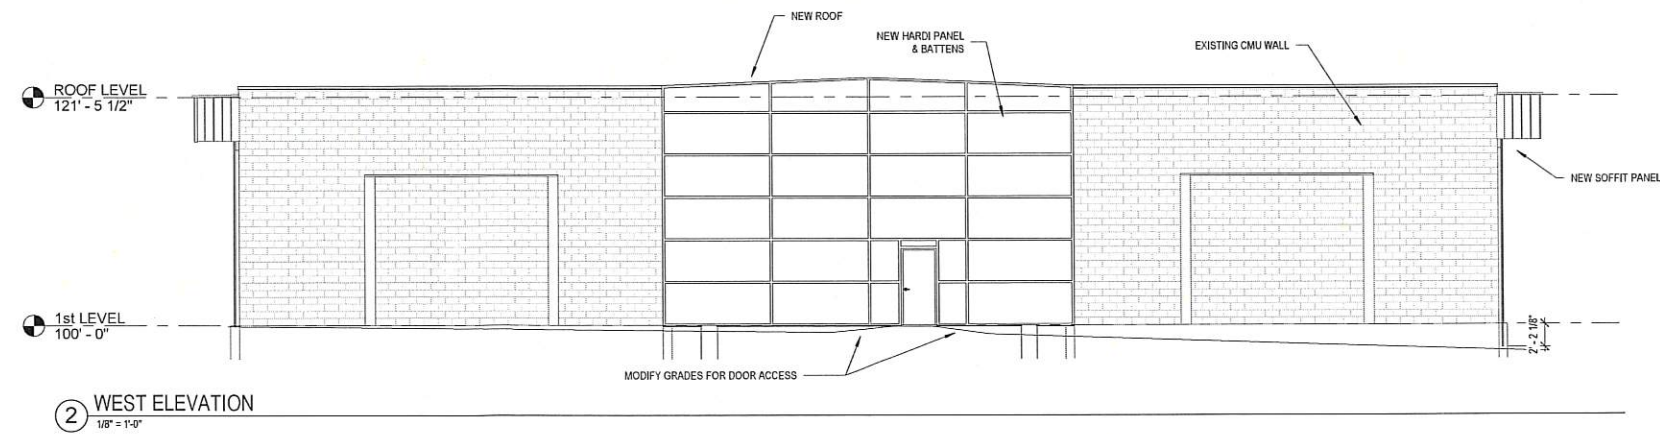 NEW ROOF
NEW HARDI PANEL
& BATTENS
EXISTING CMU WALL
ROOF LEVEL
121' - 5 1/2"
NEW SOFFIT PANEL
1st LEVEL
100' - 0"
2' - 2 1/8"
MODIFY GRADES FOR DOOR ACCESS
2
WEST ELEVATION
1/8" = 1'-0"